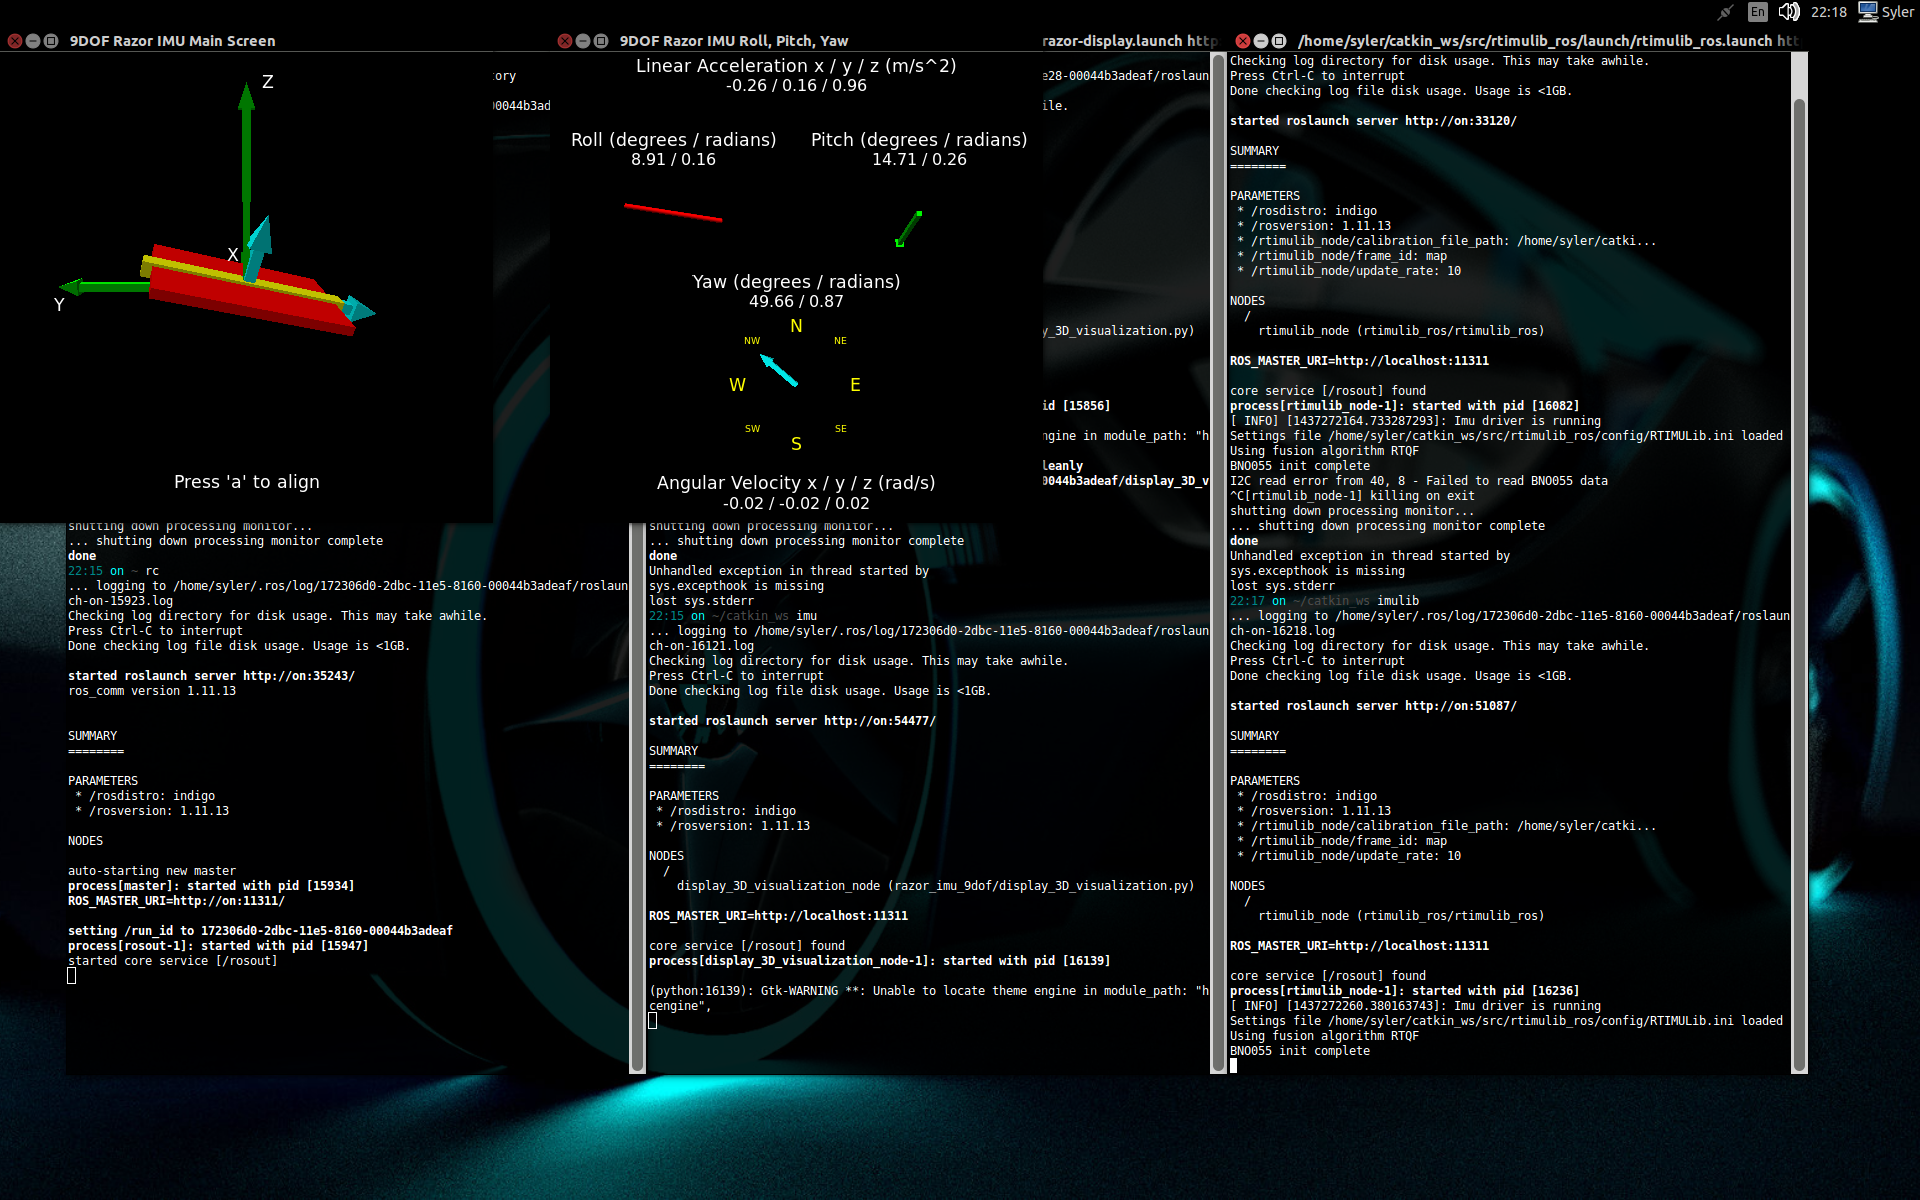 En
22:18
Syler
9DOF Razor IMU Main Screen
Z
X
Y
Press 'a' to align
9DOF Razor IMU Roll, Pitch, Yaw
Linear Acceleration x / y / z (m/s^2)
-0.26 / 0.16 / 0.96
Roll (degrees / radians)
8.91 / 0.16
Pitch (degrees / radians)
14.71 / 0.26
Yaw (degrees / radians)
49.66 / 0.87
N
NW
NE
W
E
SW
SE
S
Angular Velocity x / y / z (rad/s)
-0.02 / -0.02 / 0.02
ory
00044b3ad
shutting down processing monitor...
... shutting down processing monitor complete
done
22:15 on ~ rc
... logging to /home/syler/.ros/log/172306d0-2dbc-11e5-8160-00044b3adeaf/roslaun
ch-on-15923.log
Checking log directory for disk usage. This may take awhile.
Press Ctrl-C to interrupt
Done checking log file disk usage. Usage is <1GB.
started roslaunch server http://on:35243/
ros_comm version 1.11.13
SUMMARY
========
PARAMETERS
* /rosdistro: indigo
* /rosversion: 1.11.13
NODES
auto-starting new master
process[master]: started with pid [15934]
ROS_MASTER_URI=http://on:11311/
setting /run_id to 172306d0-2dbc-11e5-8160-00044b3adeaf
process[rosout-1]: started with pid [15947]
started core service [/rosout]
razor-display.launch http
e28-00044b3adeaf/roslaun
ile.
y_3D_visualization.py)
id [15856]
ngine in module_path: "h
leanly
0044b3adeaf/display_3D_v
shutting down processing monitor...
... shutting down processing monitor complete
done
Unhandled exception in thread started by
sys.excepthook is missing
lost sys.stderr
22:15 on ~/catkin_ws imu
... logging to /home/syler/.ros/log/172306d0-2dbc-11e5-8160-00044b3adeaf/roslaun
ch-on-16121.log
Checking log directory for disk usage. This may take awhile.
Press Ctrl-C to interrupt
Done checking log file disk usage. Usage is <1GB.
started roslaunch server http://on:54477/
SUMMARY
========
PARAMETERS
* /rosdistro: indigo
* /rosversion: 1.11.13
NODES
/
display_3D_visualization_node (razor_imu_9dof/display_3D_visualization.py)
ROS_MASTER_URI=http://localhost:11311
core service [/rosout] found
process[display_3D_visualization_node-1]: started with pid [16139]
(python:16139): Gtk-WARNING **: Unable to locate theme engine in module_path: "h
cengine",
/home/syler/catkin_ws/src/rtimulib_ros/launch/rtimulib_ros.launch htt
Checking log directory for disk usage. This may take awhile.
Press Ctrl-C to interrupt
Done checking log file disk usage. Usage is <1GB.
started roslaunch server http://on:33120/
SUMMARY
========
PARAMETERS
* /rosdistro: indigo
* /rosversion: 1.11.13
* /rtimulib_node/calibration_file_path: /home/syler/catki...
* /rtimulib_node/frame_id: map
* /rtimulib_node/update_rate: 10
NODES
/
rtimulib_node (rtimulib_ros/rtimulib_ros)
ROS_MASTER_URI=http://localhost:11311
core service [/rosout] found
process[rtimulib_node-1]: started with pid [16082]
[ INFO] [1437272164.733287293]: Imu driver is running
Settings file /home/syler/catkin_ws/src/rtimulib_ros/config/RTIMULib.ini loaded
Using fusion algorithm RTQF
BNO055 init complete
I2C read error from 40, 8 - Failed to read BNO055 data
^C[rtimulib_node-1] killing on exit
shutting down processing monitor...
... shutting down processing monitor complete
done
Unhandled exception in thread started by
sys.excepthook is missing
lost sys.stderr
22:17 on ~/catkin_ws imulib
... logging to /home/syler/.ros/log/172306d0-2dbc-11e5-8160-00044b3adeaf/roslaun
ch-on-16218.log
Checking log directory for disk usage. This may take awhile.
Press Ctrl-C to interrupt
Done checking log file disk usage. Usage is <1GB.
started roslaunch server http://on:51087/
SUMMARY
========
PARAMETERS
* /rosdistro: indigo
* /rosversion: 1.11.13
* /rtimulib_node/calibration_file_path: /home/syler/catki...
* /rtimulib_node/frame_id: map
* /rtimulib_node/update_rate: 10
NODES
/
rtimulib_node (rtimulib_ros/rtimulib_ros)
ROS_MASTER_URI=http://localhost:11311
core service [/rosout] found
process[rtimulib_node-1]: started with pid [16236]
[ INFO] [1437272260.380163743]: Imu driver is running
Settings file /home/syler/catkin_ws/src/rtimulib_ros/config/RTIMULib.ini loaded
Using fusion algorithm RTQF
BNO055 init complete